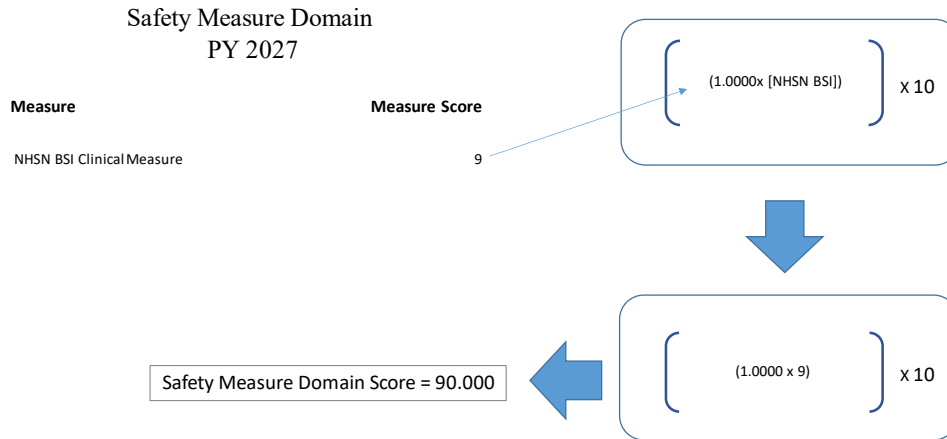 Safety Measure Domain
PY 2027
Measure Measure Score
NHSN BSI Clinical Measure 9
(1.0000x [NHSN BSI]) X 10
(1.0000 x 9) X 10
Safety Measure Domain Score = 90.000